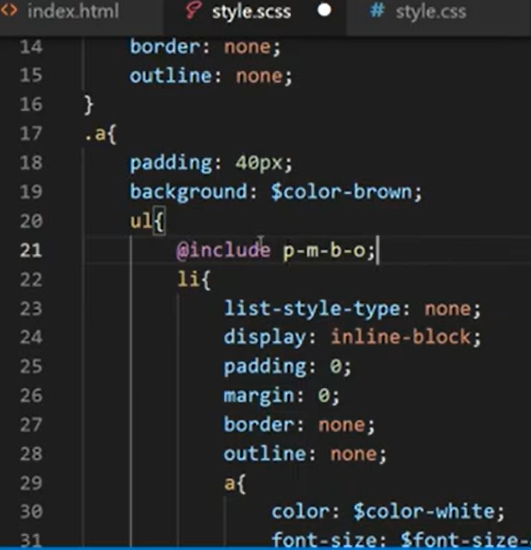 index.html style.scss # style.css
14 border: none;
15 outline: none;
16 }
17 .a{
18 padding: 40px;
19 background: $color-brown;
20 ul{
21 @include p-m-b-o;
22 li{
23 list-style-type: none;
24 display: inline-block;
25 padding: 0;
26 margin: 0;
27 border: none;
28 outline: none;
29 a{
30 color: $color-white;
31 font-size: $font-size-